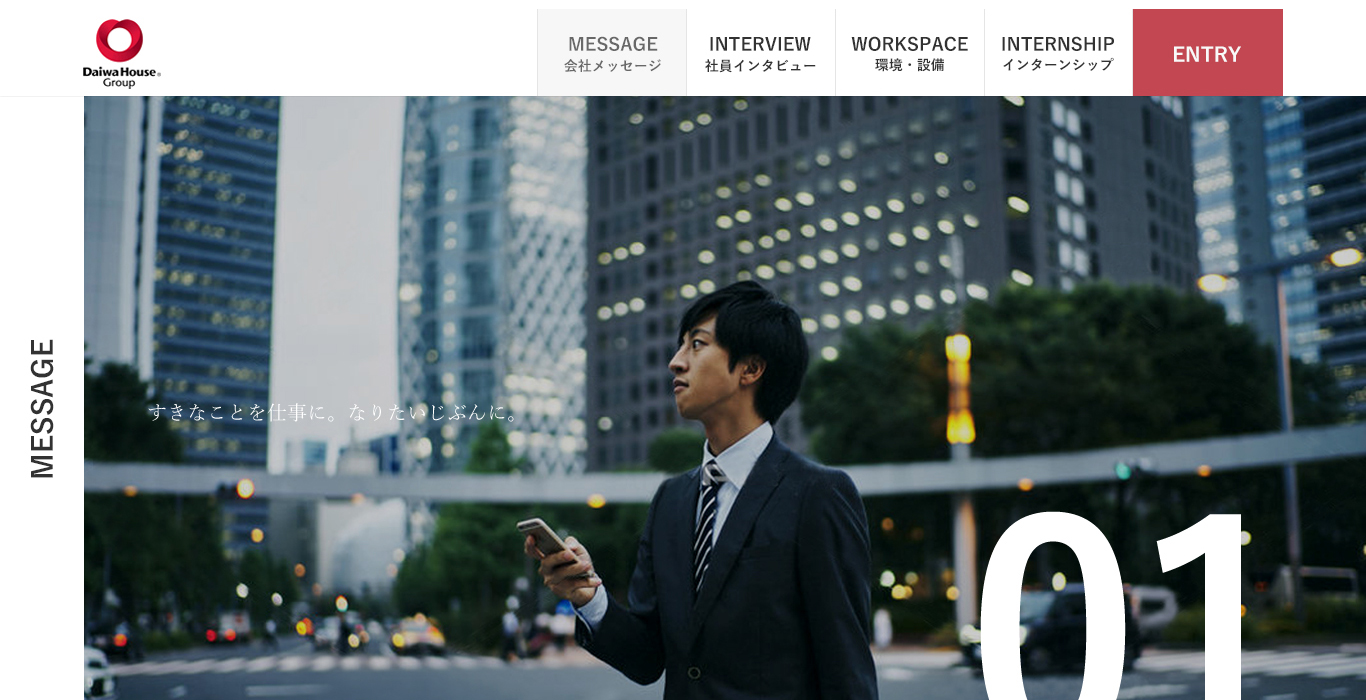 Daiwa House®
Group
MESSAGE
会社メッセージ
INTERVIEW
社員インタビュー
WORKSPACE
環境・設備
INTERNSHIP
インターンシップ
ENTRY
MESSAGE
すきなことを仕事に。なりたいじぶんに。
01